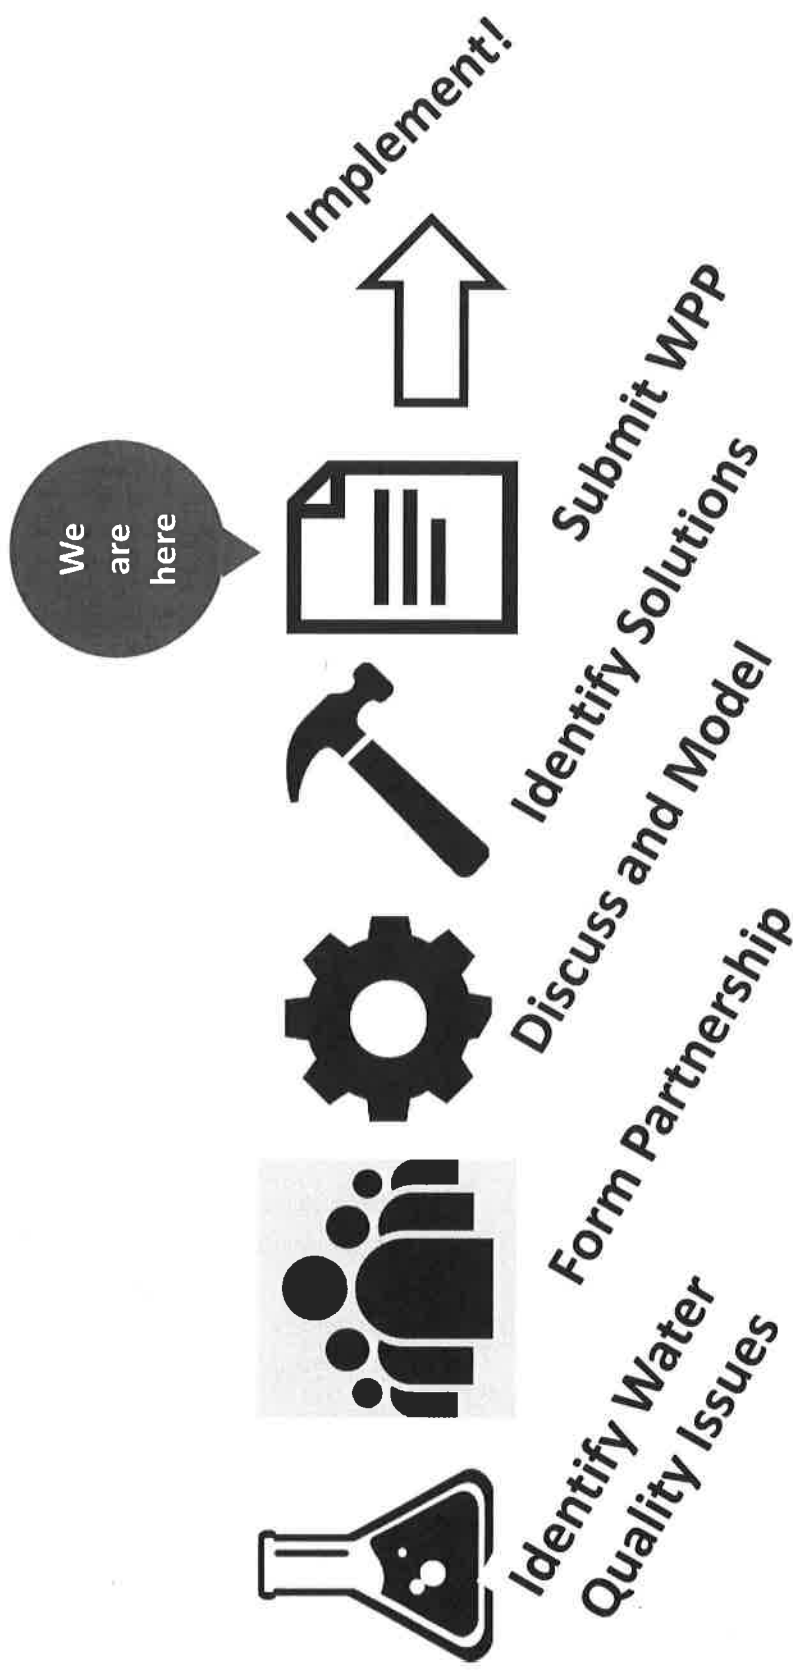 We
are
here
Identify Water
Quality Issues
Form Partnership
Discuss and Model
Identify Solutions
Submit WPP
Implement!